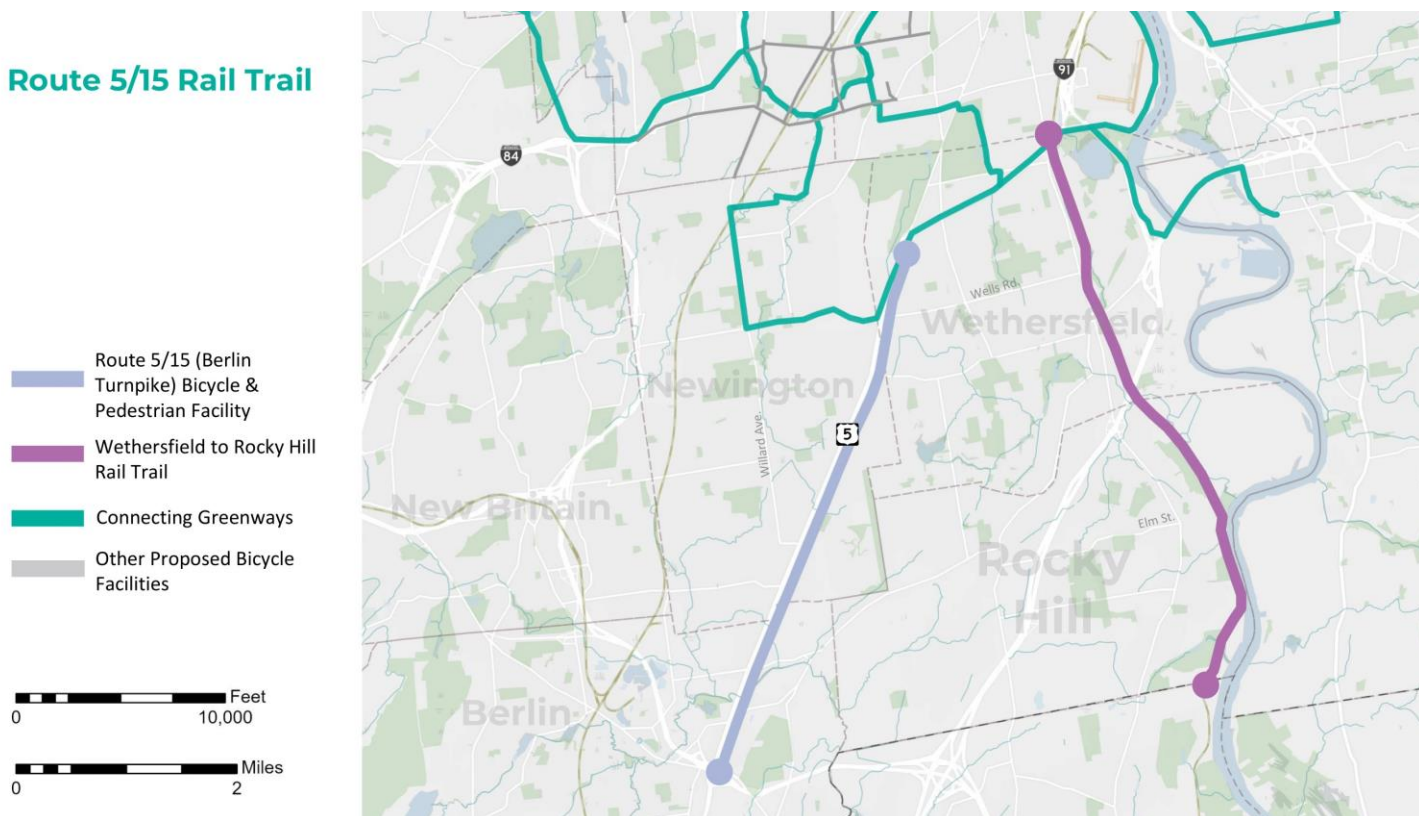 Route 5/15 Rail Trail
Route 5/15 (Berlin
Turnpike) Bicycle &
Pedestrian Facility
Wethersfield to Rocky Hill
Rail Trail
Connecting Greenways
Other Proposed Bicycle
Facilities
Feet
0 10,000
Miles
0 2
91
84
Wells Rd.
Wethersfield
Newington
Willard Ave.
5
New Britain
Elm St.
Rocky
Hill
Berlin